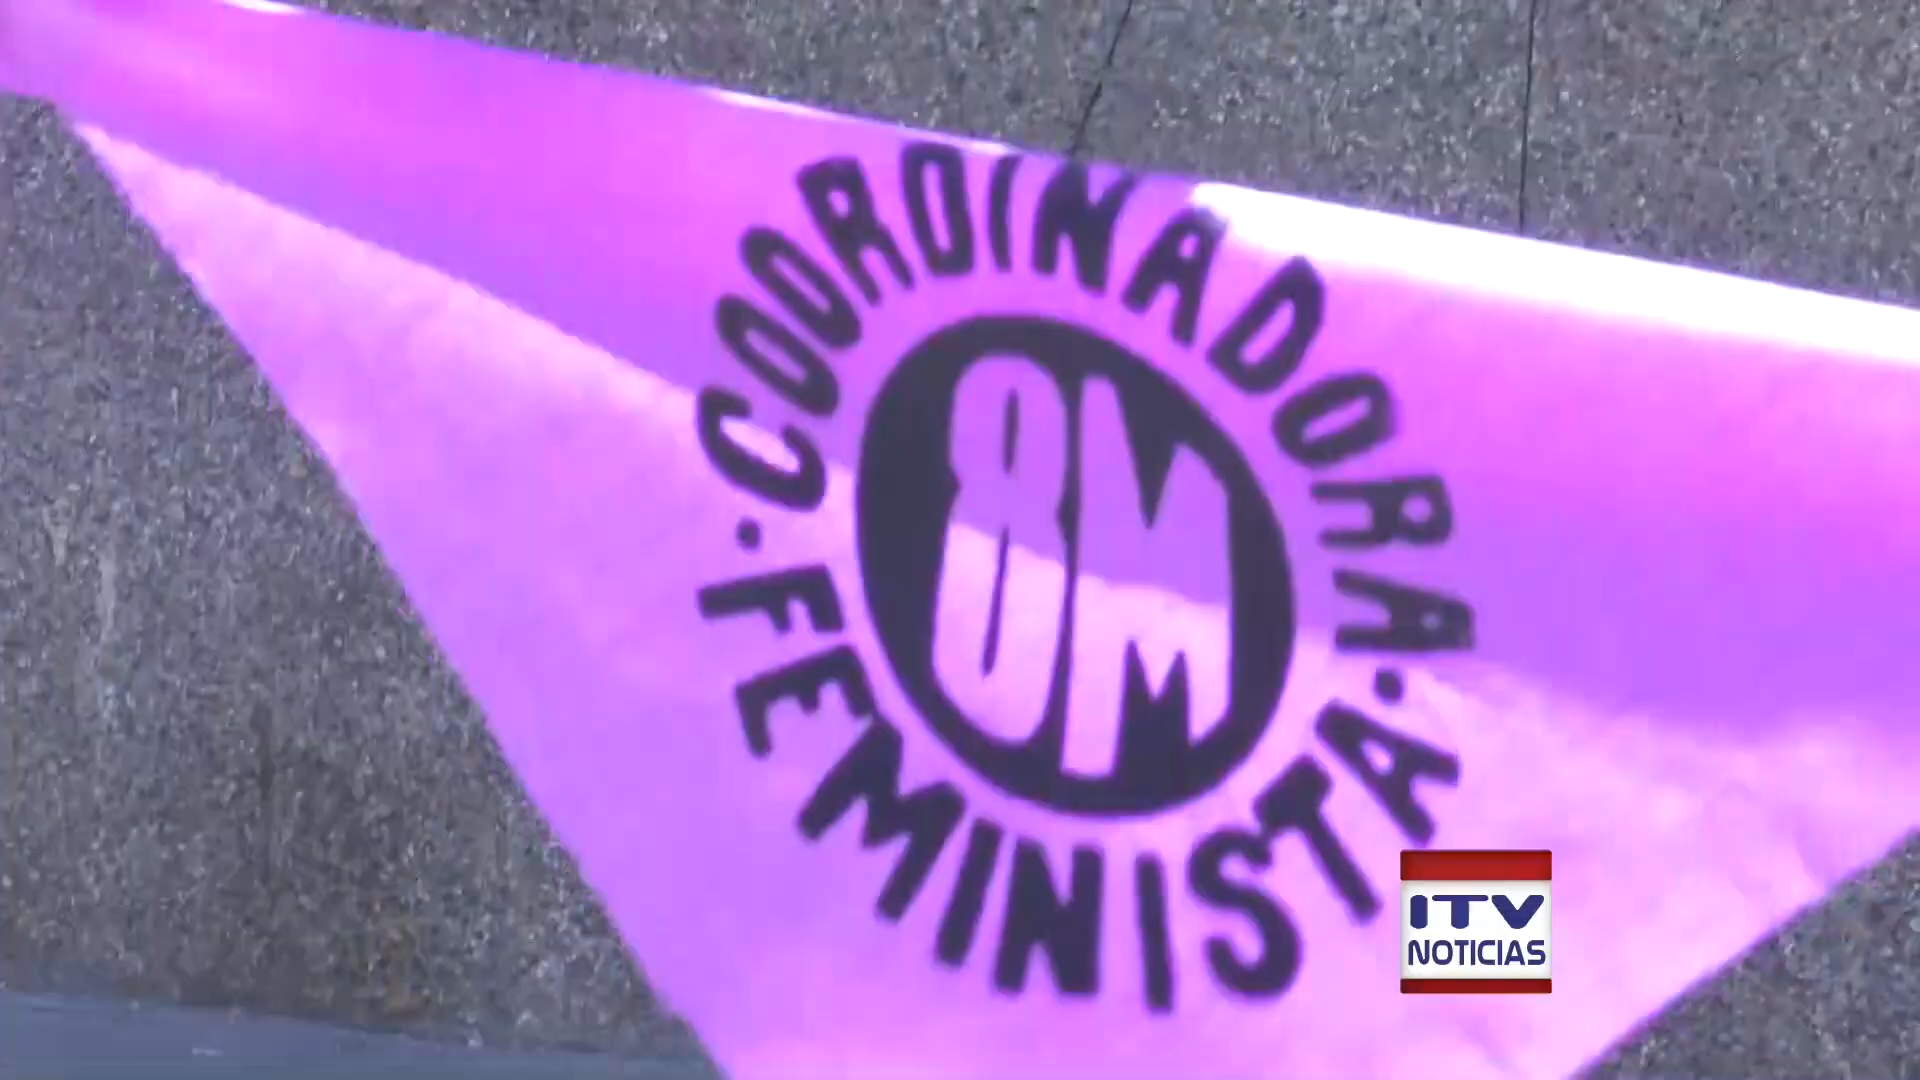 COORDINADORA
8M
· FEMINISTA ·
ITV
NOTICIAS